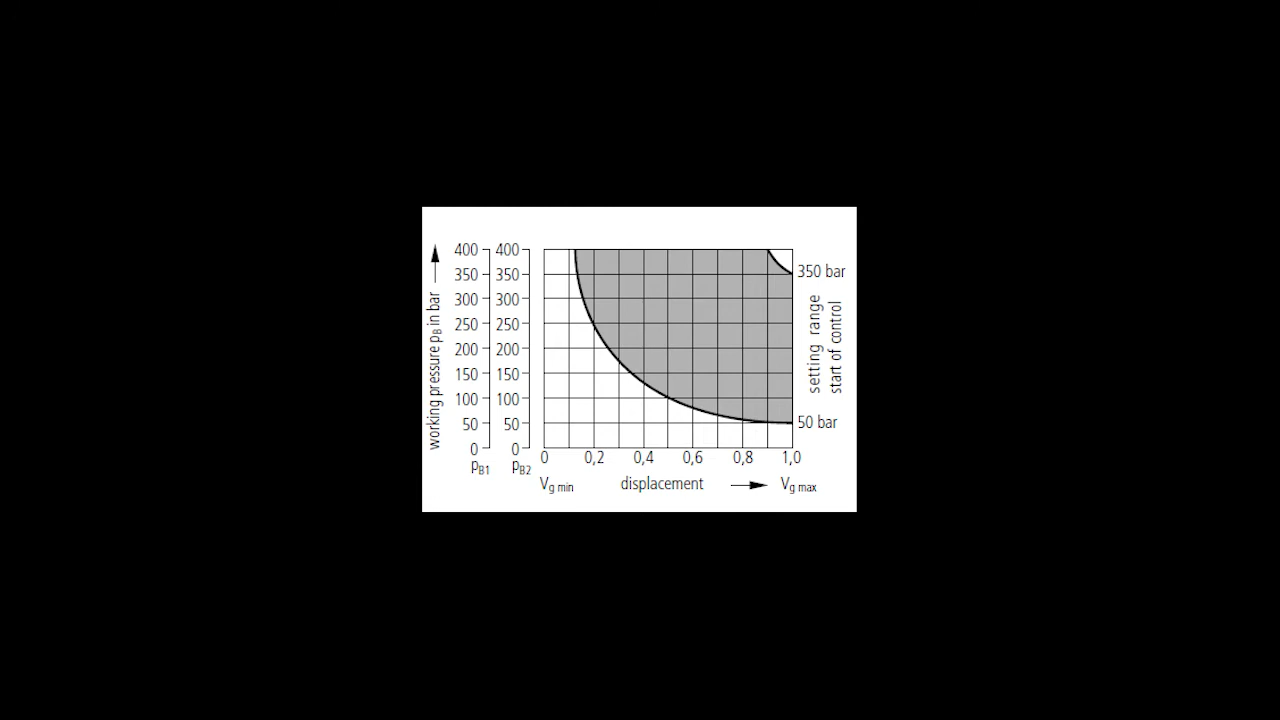 working pressure pB in bar
400 400
350 350
300 300
250 250
200 200
150 150
100 100
50 50
0 0
pB1 pB2
0 0,2 0,4 0,6 0,8 1,0
Vg min displacement Vg max
350 bar
setting range
start of control
50 bar